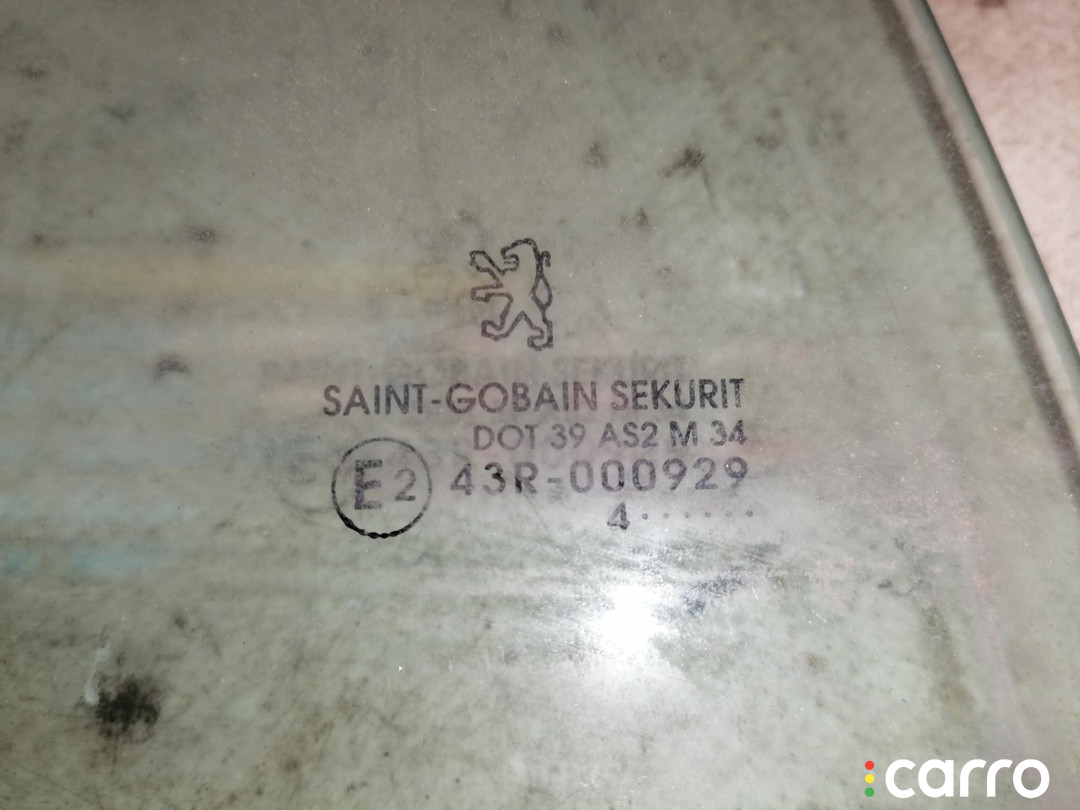 SAINT-GOBAIN SEKURIT
DOT 39 AS2 M 34
E2 43R-000929
4......
carro